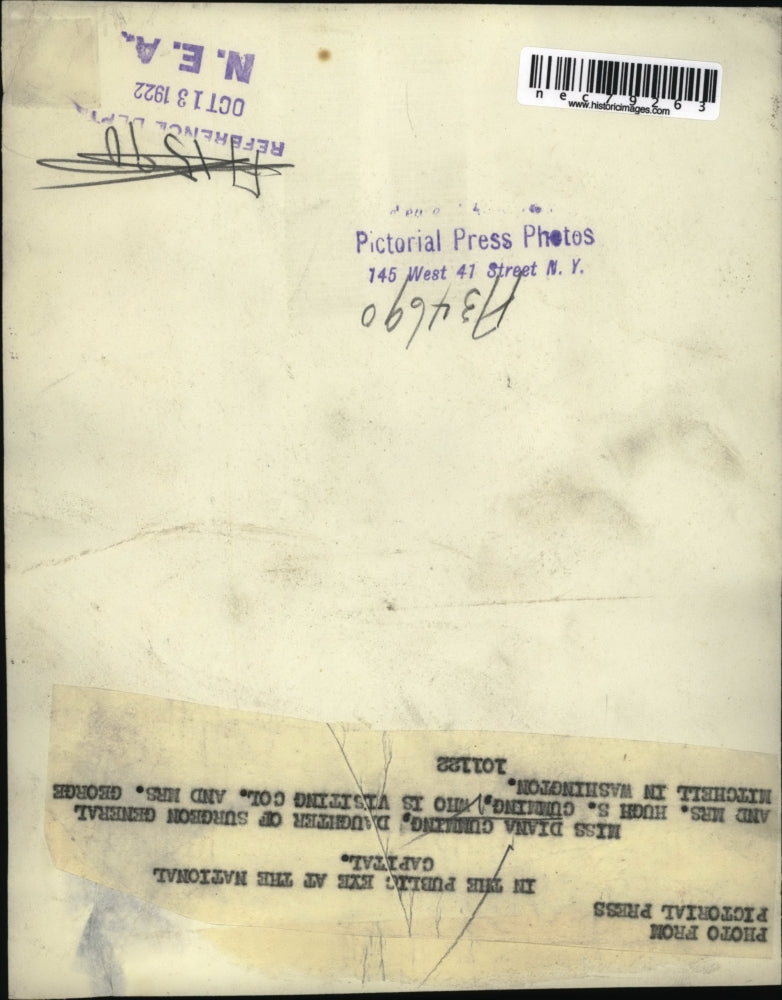 N.E.A.
OCT 13 1922
REFERENCE DEPT.
nec79263
www.historicimages.com
Pictorial Press Photos
145 West 41 Street N. Y.
A34690
PHOTO FROM
PICTORIAL PRESS
IN THE PUBLIC EYE AT THE NATIONAL
CAPITAL.
MISS DIANA CUMMING, DAUGHTER OF SURGEON GENERAL
AND MRS. HUGH S. CUMMING, WHO IS VISITING COL. AND MRS. GEORGE
MITCHELL IN WASHINGTON.
101122